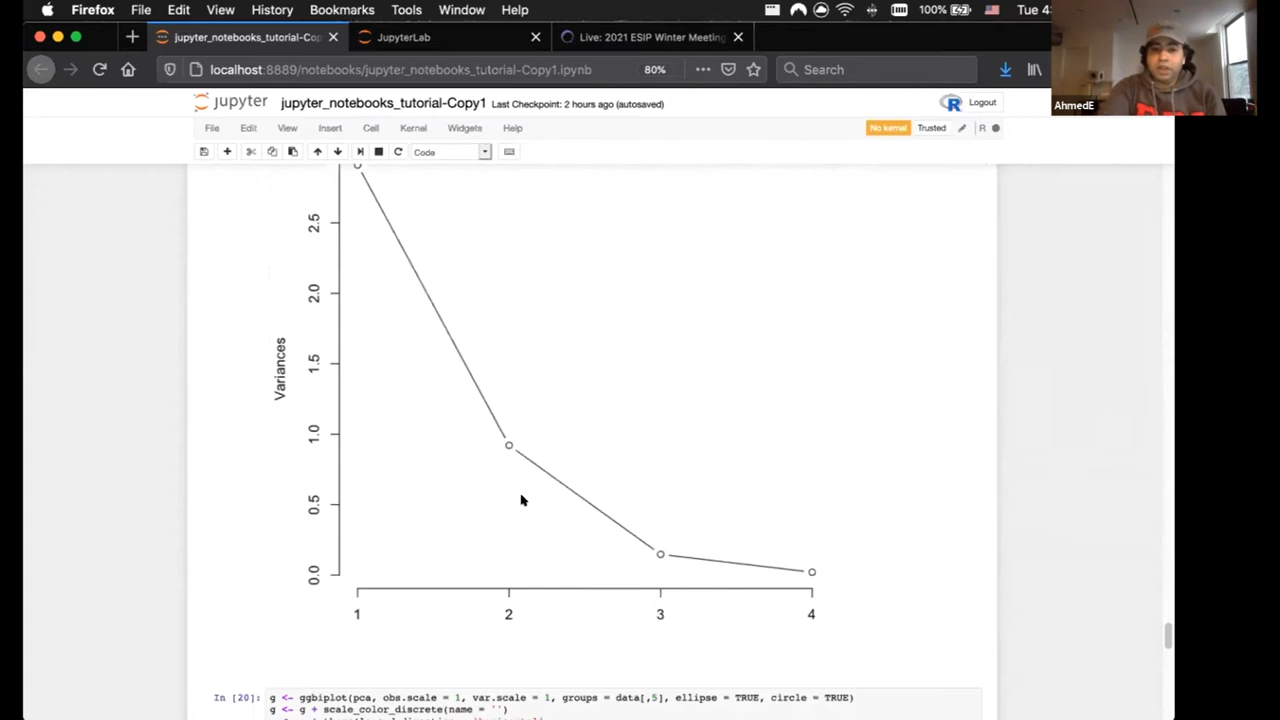 Firefox File Edit View History Bookmarks Tools Window Help 100% Tue 4:
jupyter_notebooks_tutorial-Cop
JupyterLab
Live: 2021 ESIP Winter Meeting
localhost:8889/notebooks/jupyter_notebooks_tutorial-Copy1.ipynb 80% Search
AhmedE
jupyter jupyter_notebooks_tutorial-Copy1 Last Checkpoint: 2 hours ago (autosaved) R Logout
File Edit View Insert Cell Kernel Widgets Help No kernel Trusted R
Code
2.5
2.0
1.5
Variances
1.0
0.5
0.0
1 2 3 4
In [20]: g <- ggbiplot(pca, obs.scale = 1, var.scale = 1, groups = data[,5], ellipse = TRUE, circle = TRUE)
g <- g + scale_color_discrete(name = '')